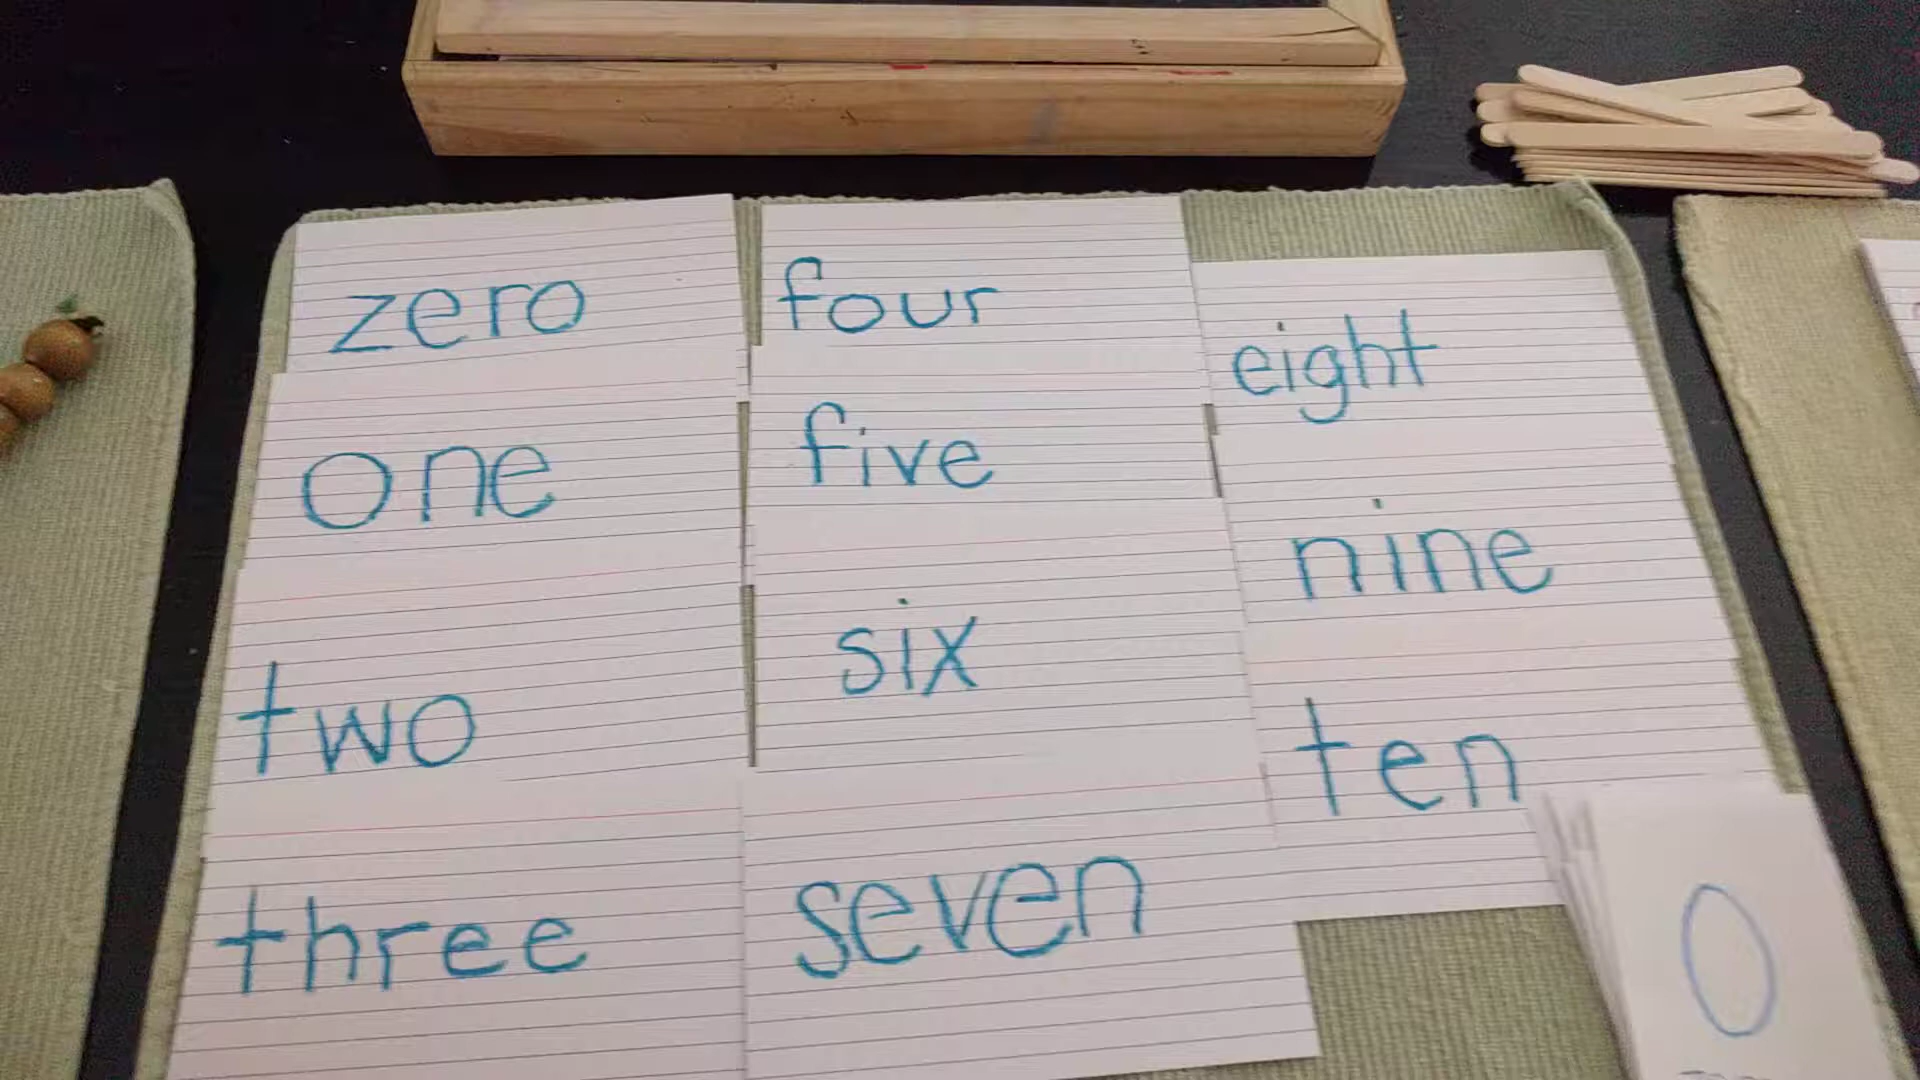 zero
one
two
three
four
five
six
seven
eight
nine
ten
0